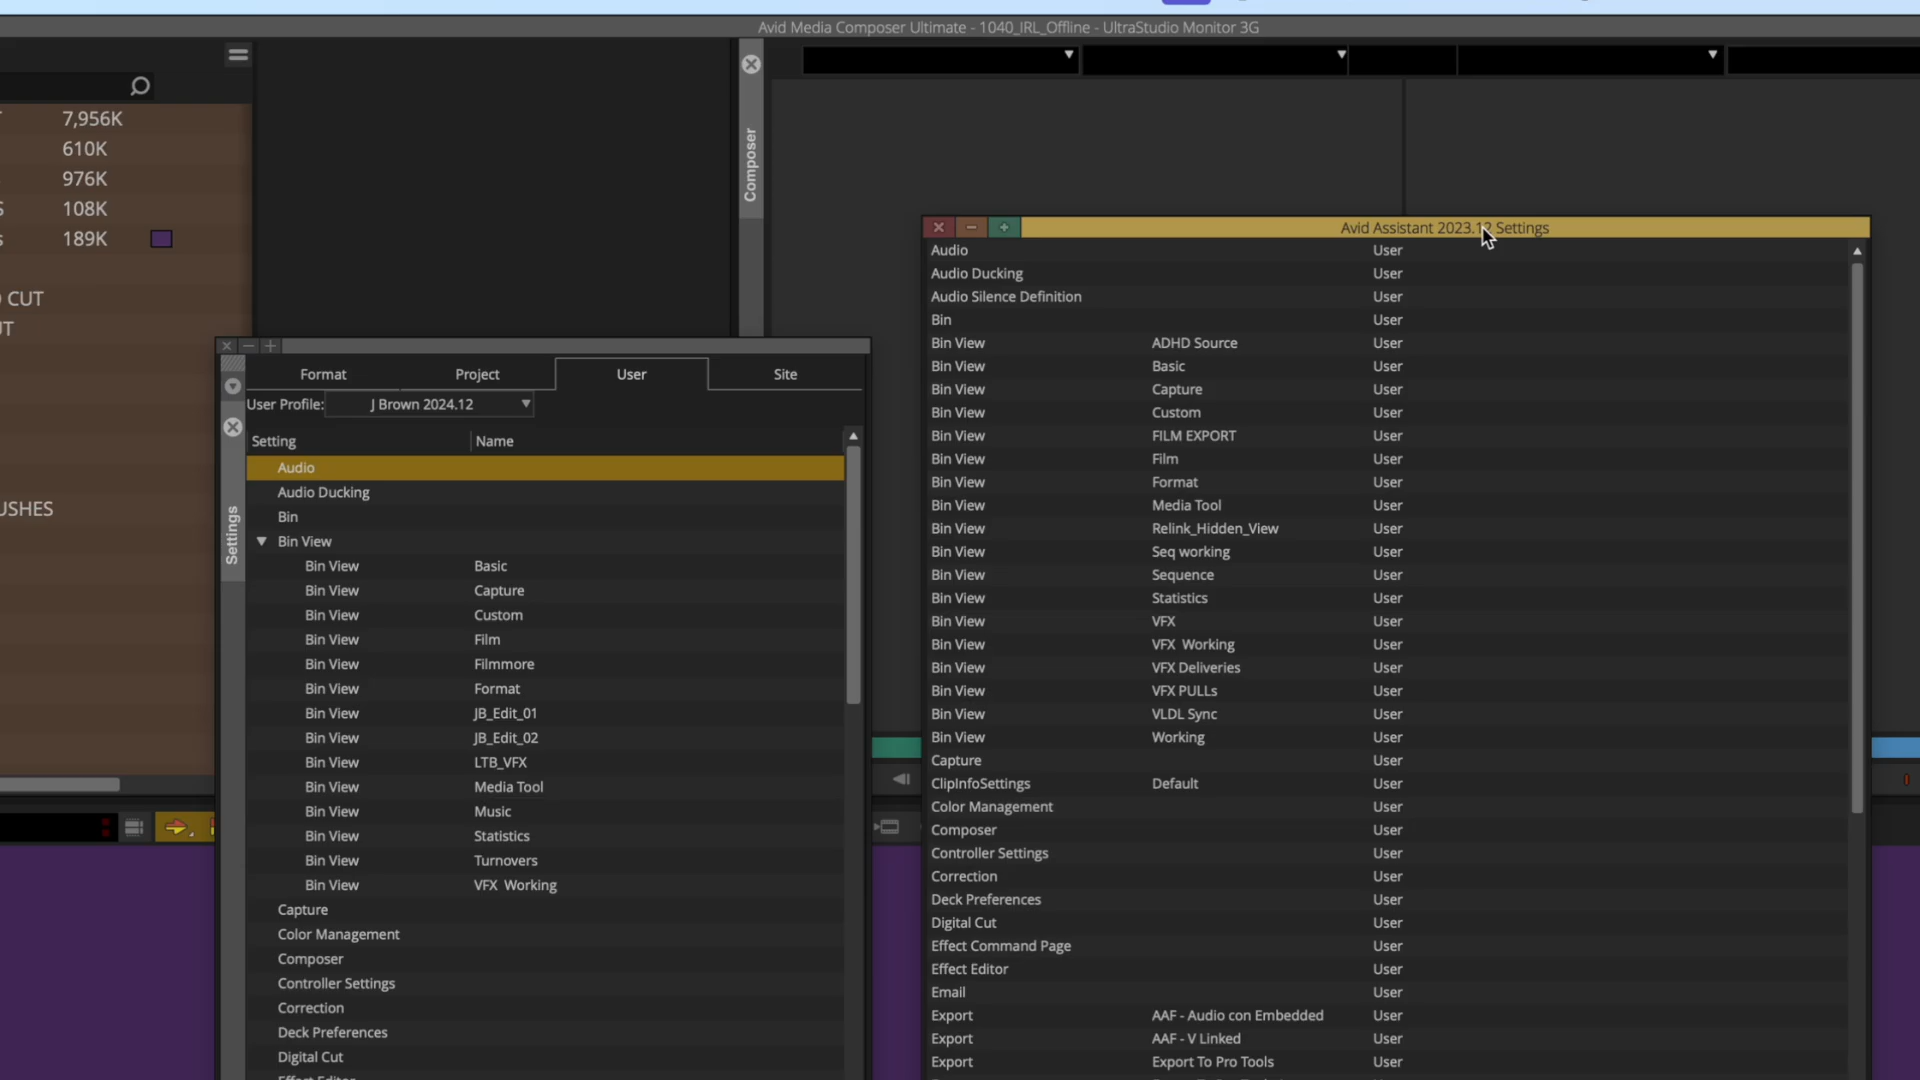 Avid Media Composer Ultimate - 1040_IRL_Offline - UltraStudio Monitor 3G
7,956K
610K
976K
108K
189K
CUT
USHES
Composer
Format Project User Site
User Profile: J Brown 2024.12
Settings
Setting Name
Audio
Audio Ducking
Bin
Bin View
Bin View Basic
Bin View Capture
Bin View Custom
Bin View Film
Bin View Filmmore
Bin View Format
Bin View JB_Edit_01
Bin View JB_Edit_02
Bin View LTB_VFX
Bin View Media Tool
Bin View Music
Bin View Statistics
Bin View Turnovers
Bin View VFX Working
Capture
Color Management
Composer
Controller Settings
Correction
Deck Preferences
Digital Cut
Effect Editor
Avid Assistant 2023.12 Settings
Audio User
Audio Ducking User
Audio Silence Definition User
Bin User
Bin View ADHD Source User
Bin View Basic User
Bin View Capture User
Bin View Custom User
Bin View FILM EXPORT User
Bin View Film User
Bin View Format User
Bin View Media Tool User
Bin View Relink_Hidden_View User
Bin View Seq working User
Bin View Sequence User
Bin View Statistics User
Bin View VFX User
Bin View VFX Working User
Bin View VFX Deliveries User
Bin View VFX PULLs User
Bin View VLDL Sync User
Bin View Working User
Capture User
ClipInfoSettings Default User
Color Management User
Composer User
Controller Settings User
Correction User
Deck Preferences User
Digital Cut User
Effect Command Page User
Effect Editor User
Email User
Export AAF - Audio con Embedded User
Export AAF - V Linked User
Export Export To Pro Tools User